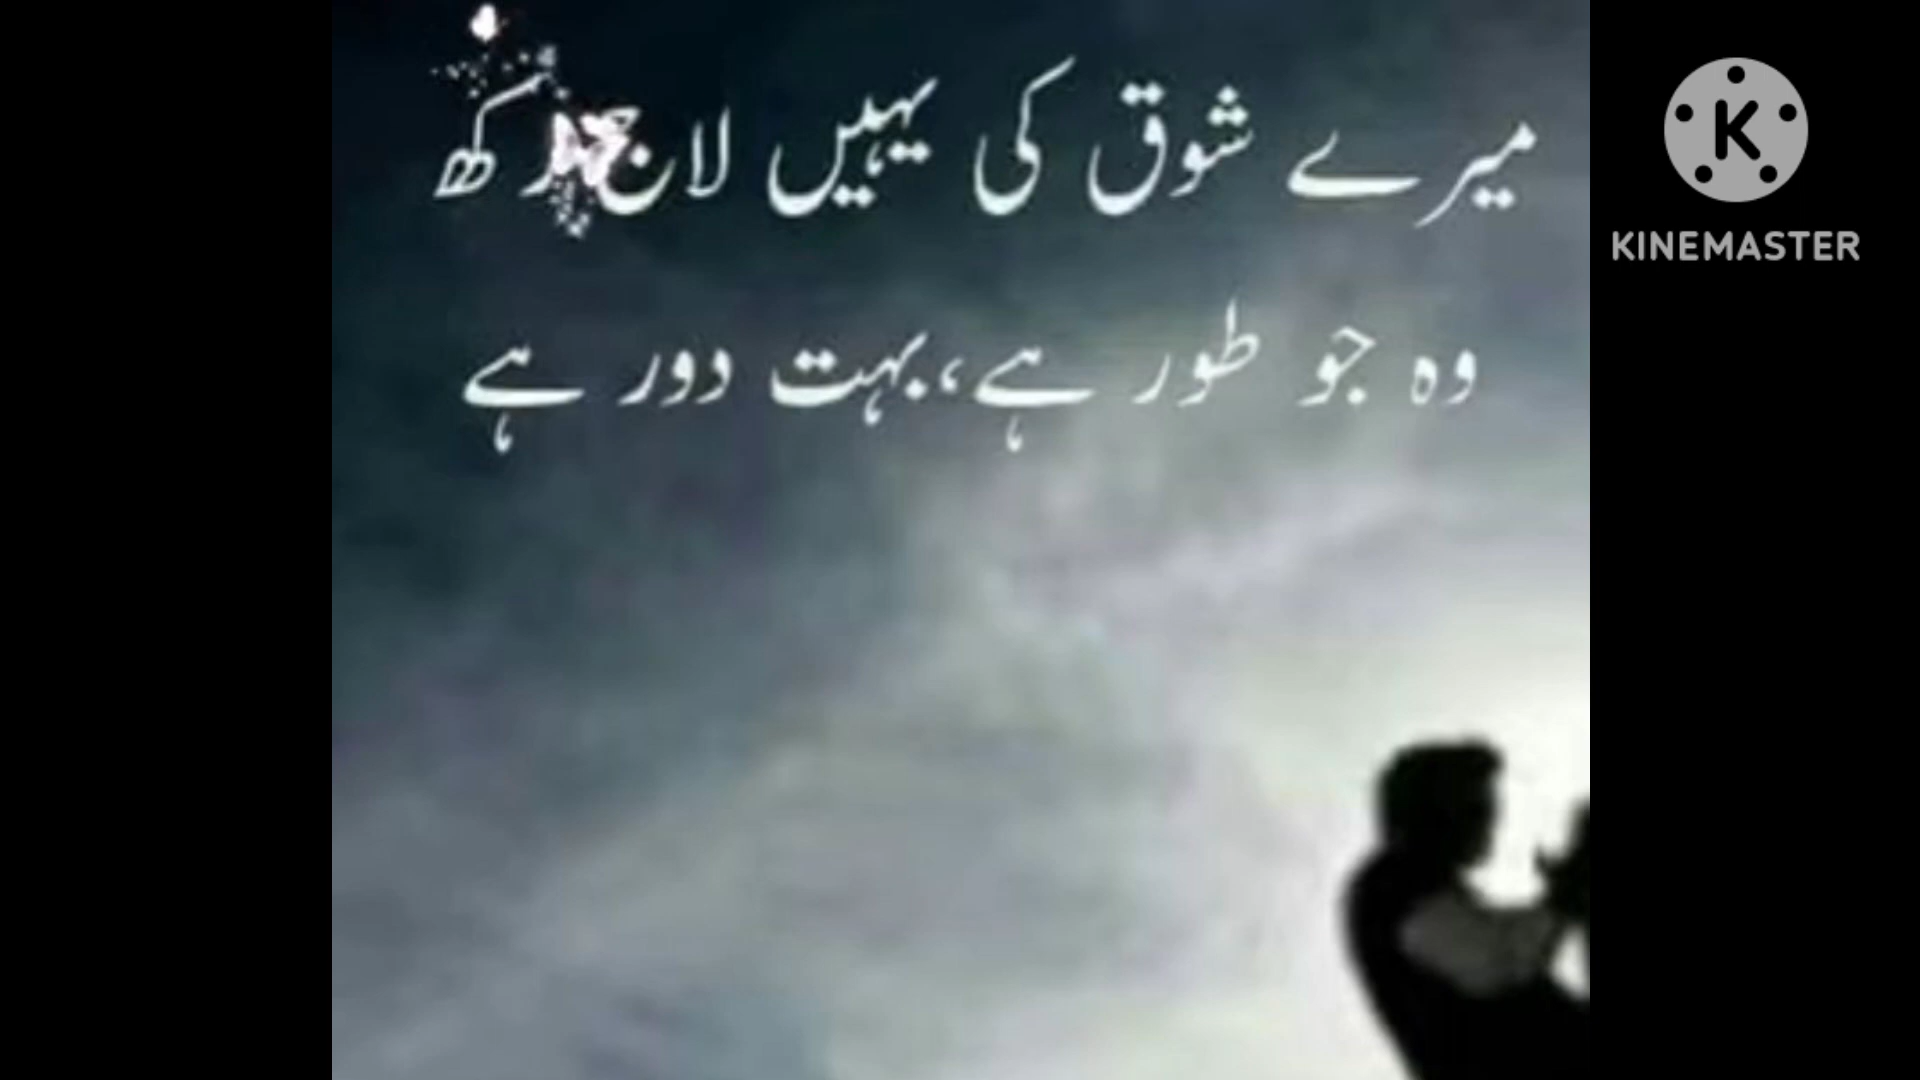 میرے شوق کی یہیں لاج رکھ
وہ جو طور ہے، بہت دور ہے
KINEMASTER